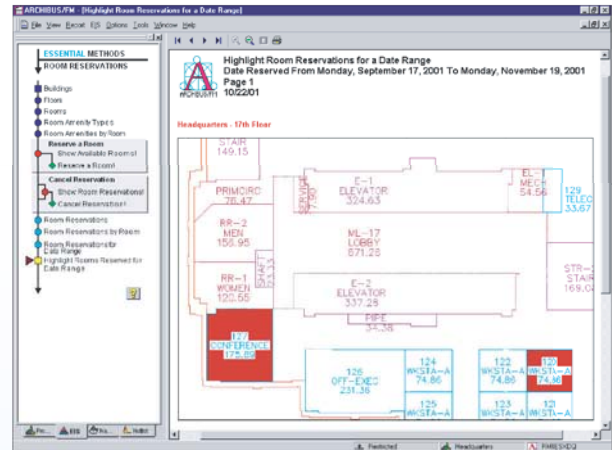 ARCHIBUS/FM - [Highlight Room Reservations for a Date Range]
File View Record Options Tools Window Help
ESSENTIAL METHODS
ROOM RESERVATIONS
Buildings
Floors
Rooms
Room Amenity Types
Room Amenities by Room
Reserve a Room
Show Available Rooms!
Reserve a Room!
Cancel Reservation
Show Room Reservations!
Cancel Reservation!
Room Reservations
Room Reservations by Room
Room Reservations for
Date Range
Highlight Rooms Reserved for
Date Range
Highlight Room Reservations for a Date Range
Date Reserved From Monday, September 17, 2001 To Monday, November 19, 2001
Page 1
10/22/01
ARCHIBUS/FM
Headquarters - 17th Floor
STAIR
149.15
PRIMCIRC
76.47
SERVICE
E-1
ELEVATOR
324.63
EL-1
MECH
54.56
129
TELEC
33.67
RR-2
MEN
156.95
ML-17
LOBBY
671.28
SHAFT
RR-1
WOMEN
E-2
ELEVATOR
337.28
STAIR
PIPE
34.38
127
CONFERENCE
126
OFF-EXEC
231.36
124
WKSTA-A
74.86
122
WKSTA-A
74.86
WKSTA-A
74.86
125
WKSTA-A
123
WKSTA-A
121
WKSTA-A
Restricted
Headquarters